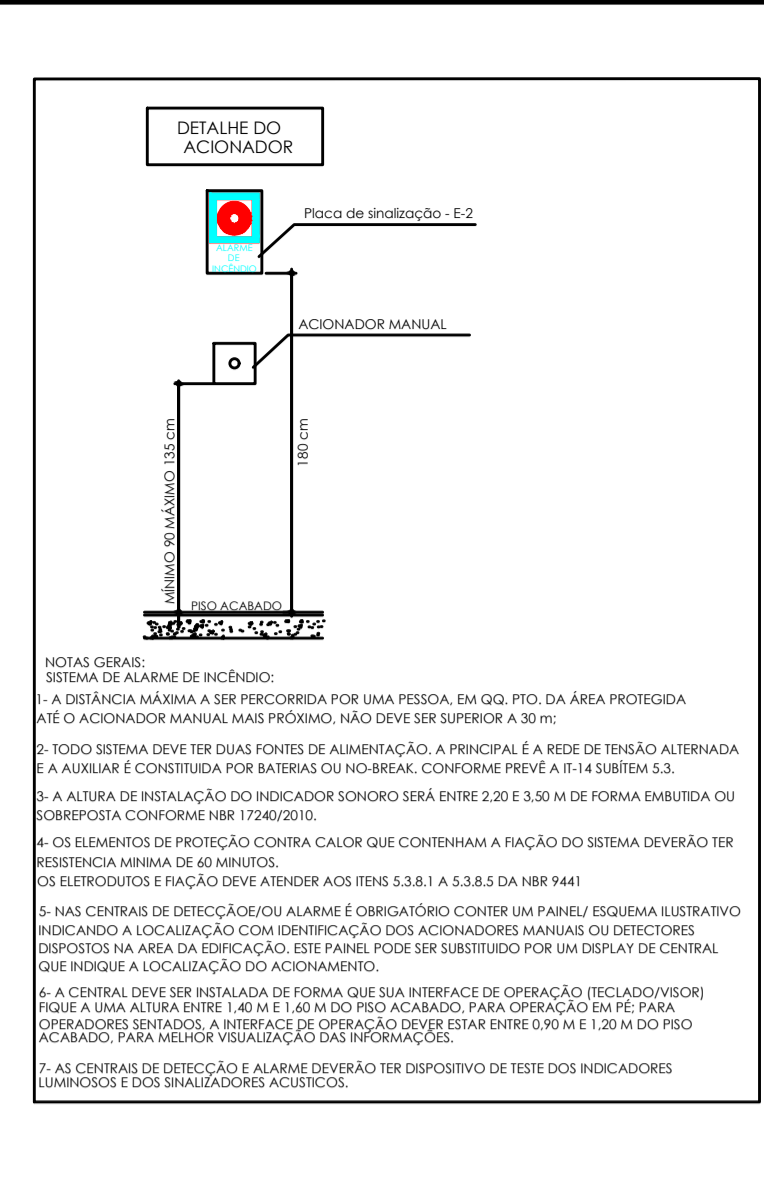 DETALHE DO
ACIONADOR
Placa de sinalização - E-2
ALARME
DE
INCÊNDIO
ACIONADOR MANUAL
MÍNIMO 90 MÁXIMO 135 cm
180 cm
PISO ACABADO
NOTAS GERAIS:
SISTEMA DE ALARME DE INCÊNDIO:
1- A DISTÂNCIA MÁXIMA A SER PERCORRIDA POR UMA PESSOA, EM QQ. PTO. DA ÁREA PROTEGIDA
ATÉ O ACIONADOR MANUAL MAIS PRÓXIMO, NÃO DEVE SER SUPERIOR A 30 m;
2- TODO SISTEMA DEVE TER DUAS FONTES DE ALIMENTAÇÃO. A PRINCIPAL É A REDE DE TENSÃO ALTERNADA
E A AUXILIAR É CONSTITUIDA POR BATERIAS OU NO-BREAK. CONFORME PREVÊ A IT-14 SUBÍTEM 5.3.
3- A ALTURA DE INSTALAÇÃO DO INDICADOR SONORO SERÁ ENTRE 2,20 E 3,50 M DE FORMA EMBUTIDA OU
SOBREPOSTA CONFORME NBR 17240/2010.
4- OS ELEMENTOS DE PROTEÇÃO CONTRA CALOR QUE CONTENHAM A FIAÇÃO DO SISTEMA DEVERÃO TER
RESISTENCIA MINIMA DE 60 MINUTOS.
OS ELETRODUTOS E FIAÇÃO DEVE ATENDER AOS ITENS 5.3.8.1 A 5.3.8.5 DA NBR 9441
5- NAS CENTRAIS DE DETECÇÃOE/OU ALARME É OBRIGATÓRIO CONTER UM PAINEL/ ESQUEMA ILUSTRATIVO
INDICANDO A LOCALIZAÇÃO COM IDENTIFICAÇÃO DOS ACIONADORES MANUAIS OU DETECTORES
DISPOSTOS NA AREA DA EDIFICAÇÃO. ESTE PAINEL PODE SER SUBSTITUIDO POR UM DISPLAY DE CENTRAL
QUE INDIQUE A LOCALIZAÇÃO DO ACIONAMENTO.
6- A CENTRAL DEVE SER INSTALADA DE FORMA QUE SUA INTERFACE DE OPERAÇÃO (TECLADO/VISOR)
FIQUE A UMA ALTURA ENTRE 1,40 M E 1,60 M DO PISO ACABADO, PARA OPERAÇÃO EM PÉ; PARA
OPERADORES SENTADOS, A INTERFACE DE OPERAÇÃO DEVER ESTAR ENTRE 0,90 M E 1,20 M DO PISO
ACABADO, PARA MELHOR VISUALIZAÇÃO DAS INFORMAÇÕES.
7- AS CENTRAIS DE DETECÇÃO E ALARME DEVERÃO TER DISPOSITIVO DE TESTE DOS INDICADORES
LUMINOSOS E DOS SINALIZADORES ACUSTICOS.